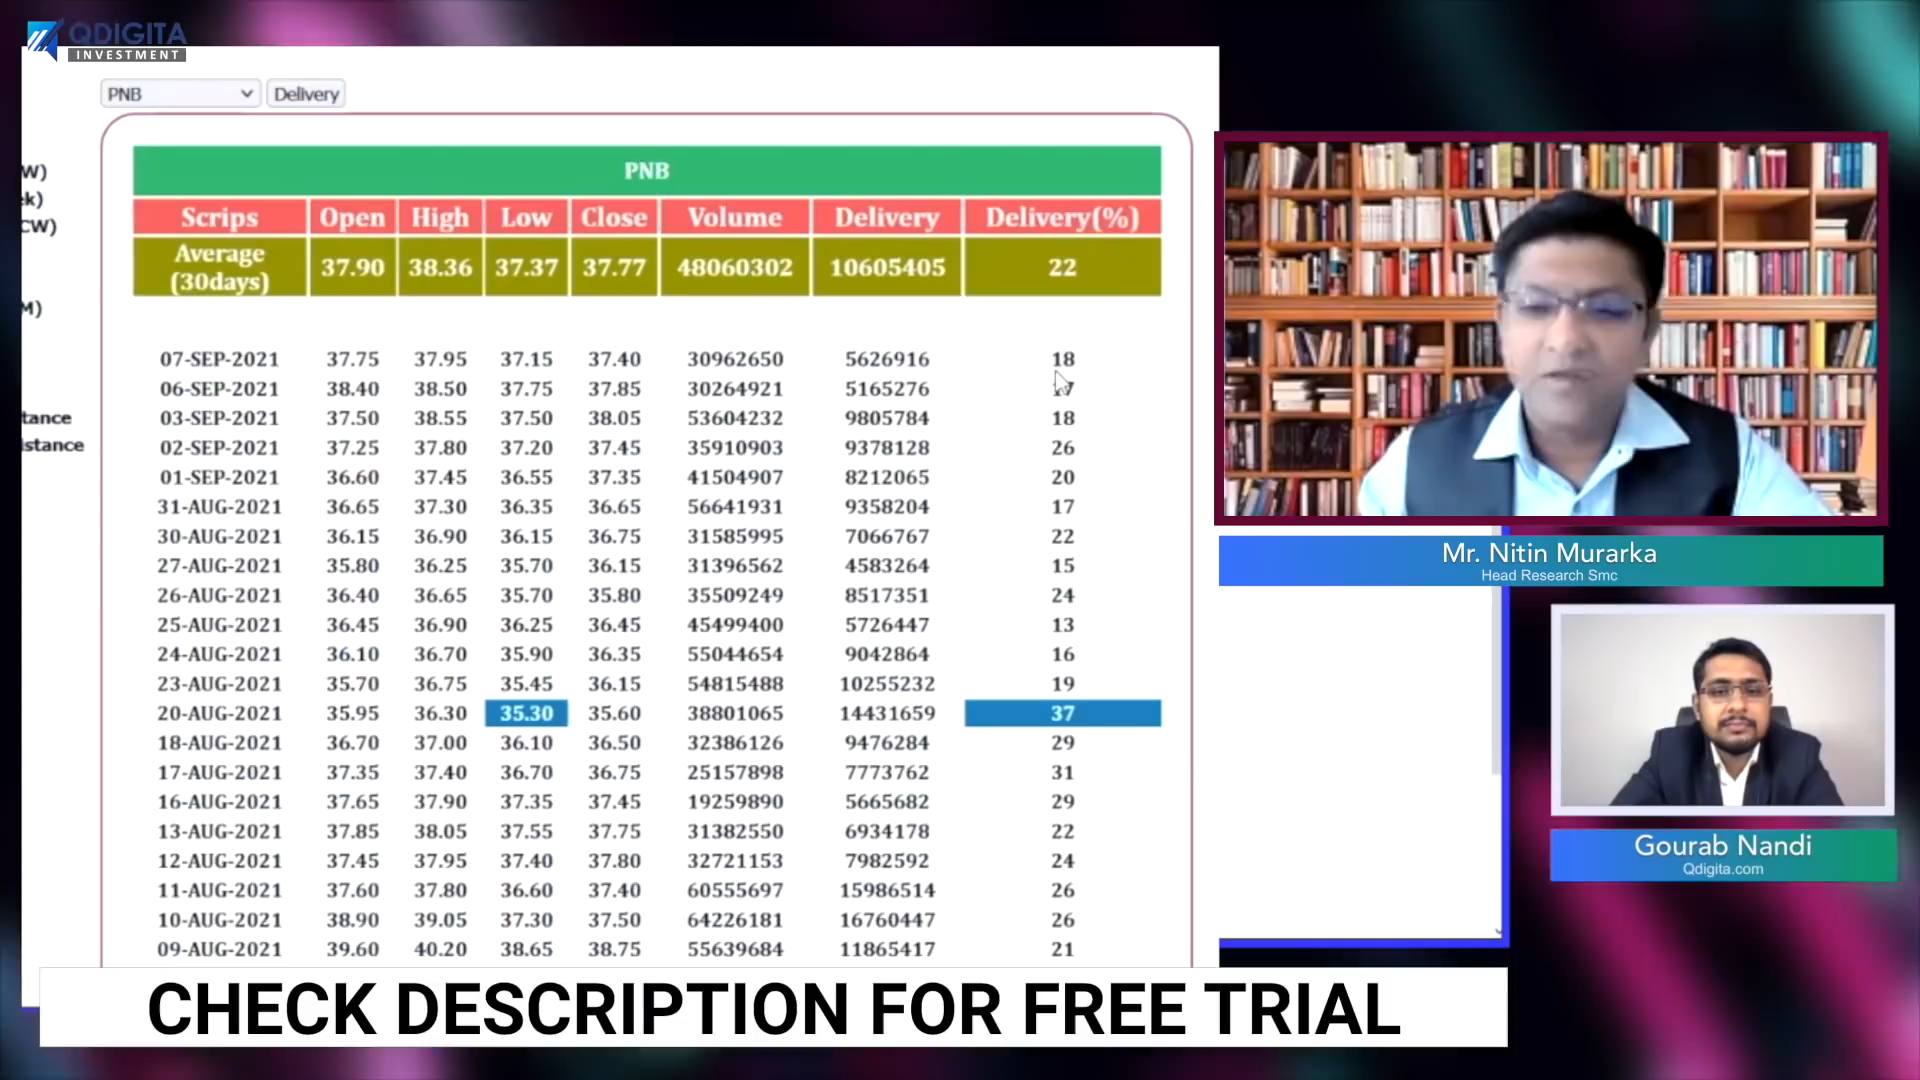 QDIGITA
INVESTMENT
PNB
Delivery
PNB
Scrips Open High Low Close Volume Delivery Delivery(%)
Average (30days) 37.90 38.36 37.37 37.77 48060302 10605405 22
07-SEP-2021 37.75 37.95 37.15 37.40 30962650 5626916 18
06-SEP-2021 38.40 38.50 37.75 37.85 30264921 5165276
03-SEP-2021 37.50 38.55 37.50 38.05 53604232 9805784 18
02-SEP-2021 37.25 37.80 37.20 37.45 35910903 9378128 26
01-SEP-2021 36.60 37.45 36.55 37.35 41504907 8212065 20
31-AUG-2021 36.65 37.30 36.35 36.65 56641931 9358204 17
30-AUG-2021 36.15 36.90 36.15 36.75 31585995 7066767 22
27-AUG-2021 35.80 36.25 35.70 36.15 31396562 4583264 15
26-AUG-2021 36.40 36.65 35.70 35.80 35509249 8517351 24
25-AUG-2021 36.45 36.90 36.25 36.45 45499400 5726447 13
24-AUG-2021 36.10 36.70 35.90 36.35 55044654 9042864 16
23-AUG-2021 35.70 36.75 35.45 36.15 54815488 10255232 19
20-AUG-2021 35.95 36.30 35.30 35.60 38801065 14431659 37
18-AUG-2021 36.70 37.00 36.10 36.50 32386126 9476284 29
17-AUG-2021 37.35 37.40 36.70 36.75 25157898 7773762 31
16-AUG-2021 37.65 37.90 37.35 37.45 19259890 5665682 29
13-AUG-2021 37.85 38.05 37.55 37.75 31382550 6934178 22
12-AUG-2021 37.45 37.95 37.40 37.80 32721153 7982592 24
11-AUG-2021 37.60 37.80 36.60 37.40 60555697 15986514 26
10-AUG-2021 38.90 39.05 37.30 37.50 64226181 16760447 26
09-AUG-2021 39.60 40.20 38.65 38.75 55639684 11865417 21
W)
k)
CW)
M)
tance
istance
Mr. Nitin Murarka
Head Research Smc
Gourab Nandi
Qdigita.com
CHECK DESCRIPTION FOR FREE TRIAL